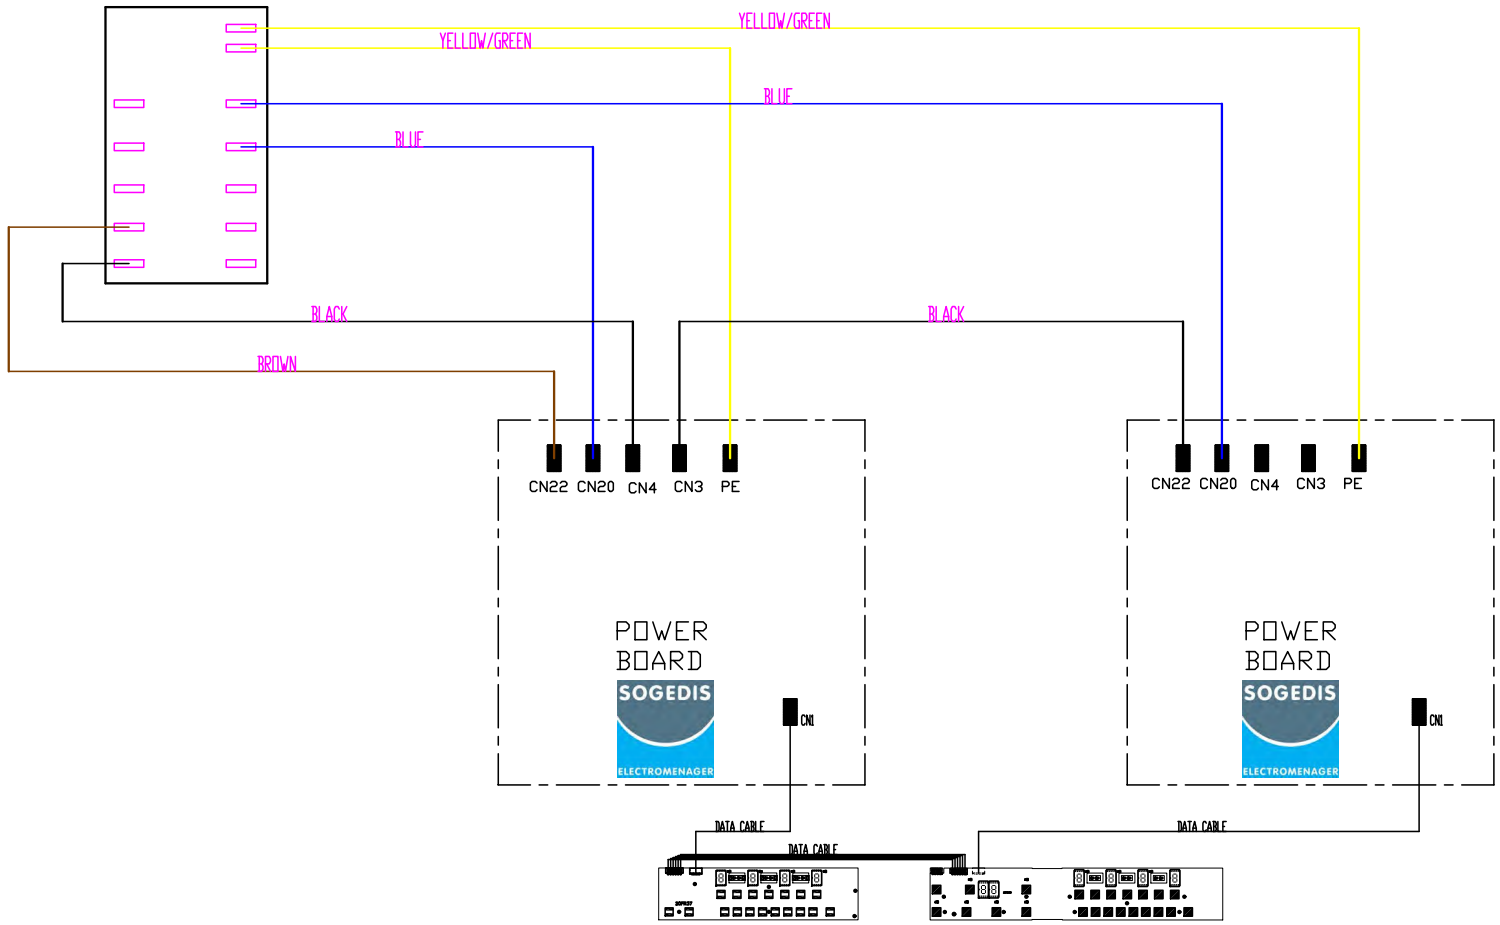 YELLOW/GREEN
YELLOW/GREEN
BLUE
BLUE
BLACK
BLACK
BROWN
CN22 CN20 CN4 CN3 PE
CN22 CN20 CN4 CN3 PE
POWER
BOARD
POWER
BOARD
SOGEDIS
ELECTROMENAGER
SOGEDIS
ELECTROMENAGER
CN1
CN1
DATA CABLE
DATA CABLE
DATA CABLE